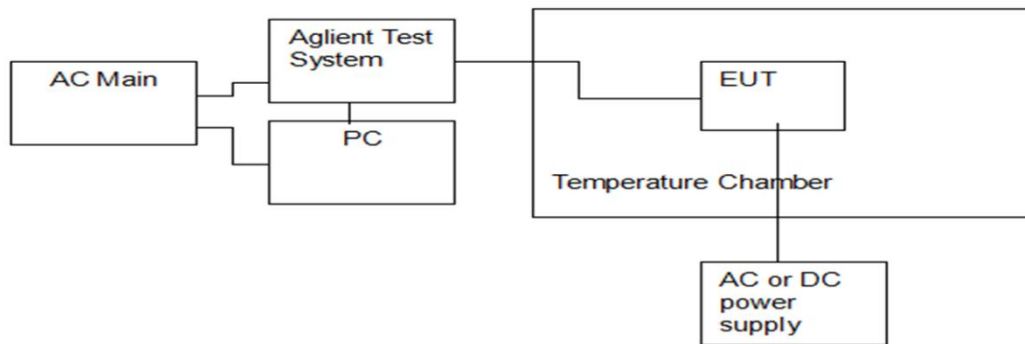 AC Main
Aglient Test
System
PC
EUT
Temperature Chamber
AC or DC
power
supply